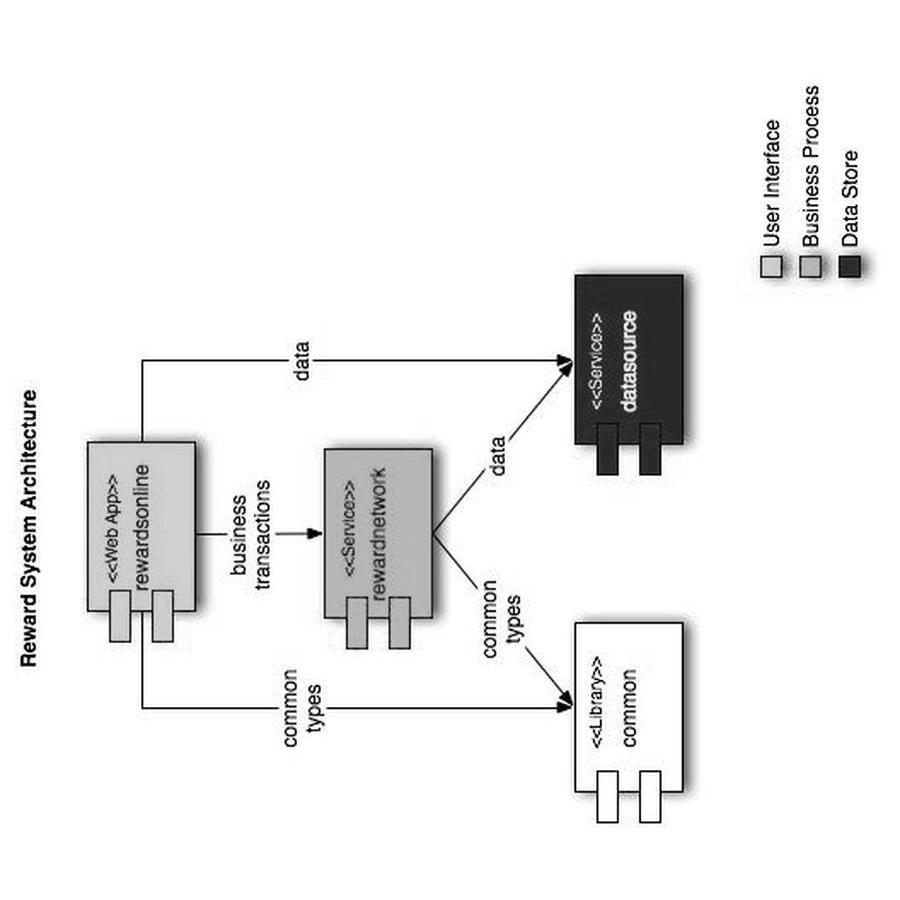 Reward System Architecture
<<Web App>>
rewardsonline
business
transactions
data
common
types
<<Service>>
rewardnetwork
data
common
types
<<Library>>
common
<<Service>>
datasource
User Interface
Business Process
Data Store